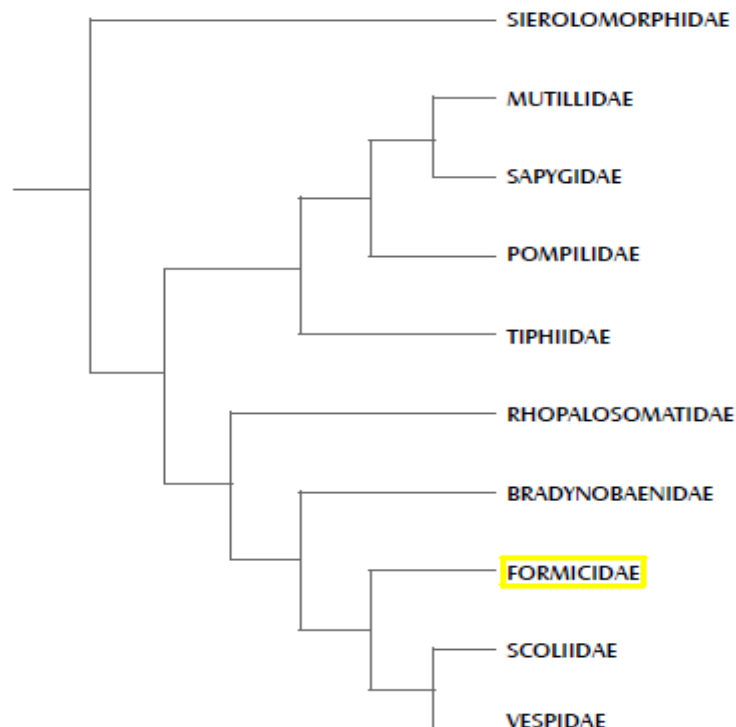 SIEROLOMORPHIDAE
MUTILLIDAE
SAPYGIDAE
POMPILIDAE
TIPHIIDAE
RHOPALOSOMATIDAE
BRADYNOBAENIDAE
FORMICIDAE
SCOLIIDAE
VESPIDAE